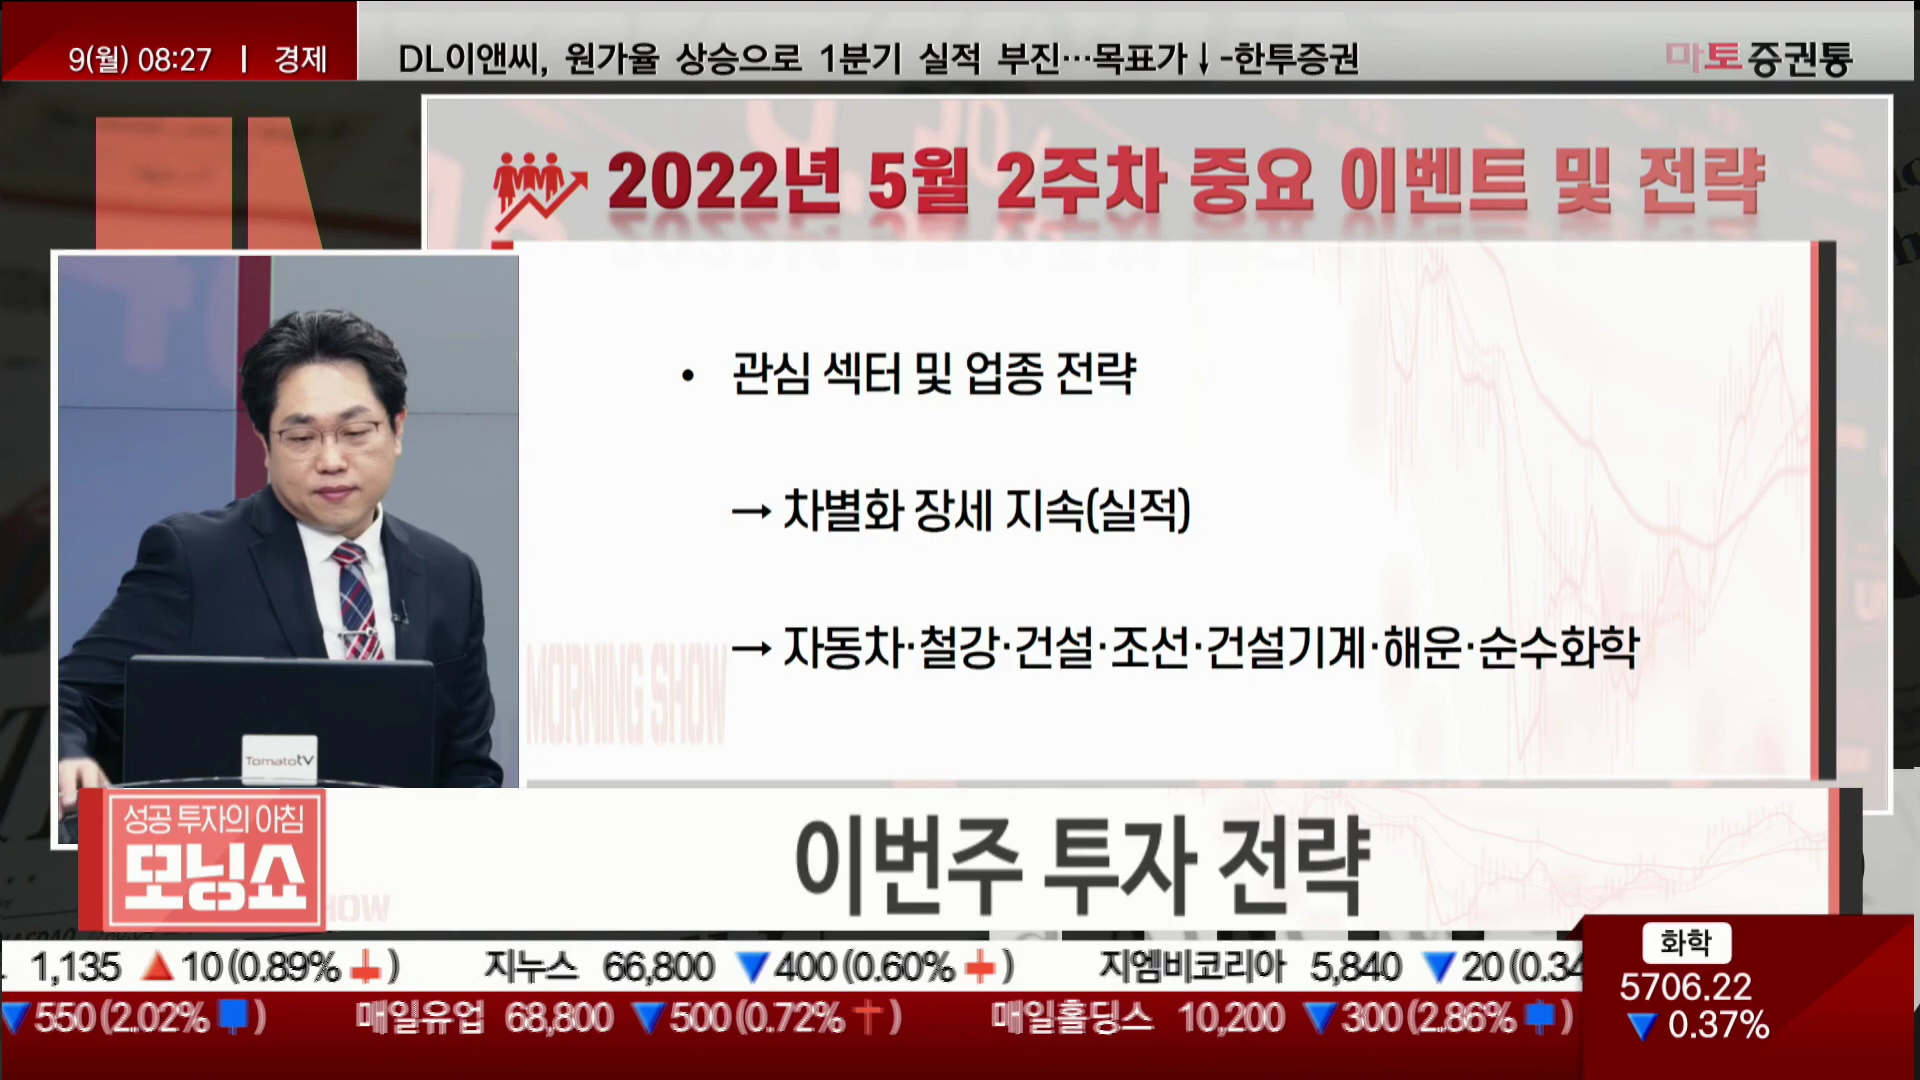 9(월) 08:27 | 경제
DL이앤씨, 원가율 상승으로 1분기 실적 부진…목표가↓-한투증권
마토증권통
2022년 5월 2주차 중요 이벤트 및 전략
• 관심 섹터 및 업종 전략
→ 차별화 장세 지속(실적)
→ 자동차·철강·건설·조선·건설기계·해운·순수화학
MORNING SHOW
TomatoTV
성공 투자의 아침
모닝쇼
이번주 투자 전략
1,135 ▲10(0.89% ) 지누스 66,800 ▼400(0.60% ) 지엠비코리아 5,840 ▼20(0.34
▼550(2.02% ) 매일유업 68,800 ▼500(0.72% ) 매일홀딩스 10,200 ▼300(2.86% )
화학
5706.22
▼ 0.37%